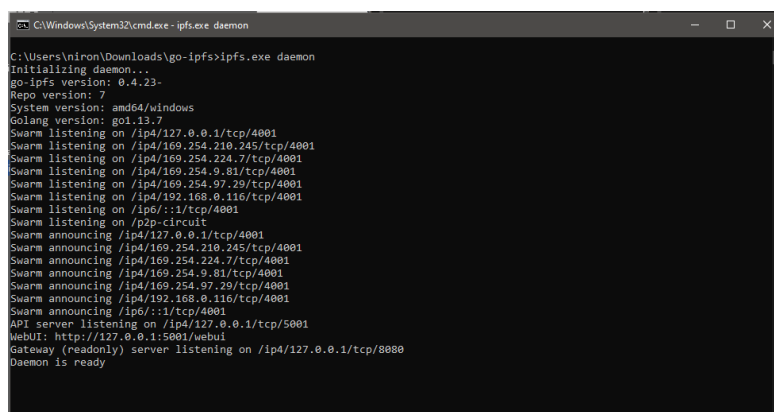 C:\Windows\System32\cmd.exe - ipfs.exe daemon
C:\Users\niron\Downloads\go-ipfs>ipfs.exe daemon
Initializing daemon...
go-ipfs version: 0.4.23-
Repo version: 7
System version: amd64/windows
Golang version: go1.13.7
Swarm listening on /ip4/127.0.0.1/tcp/4001
Swarm listening on /ip4/169.254.210.245/tcp/4001
Swarm listening on /ip4/169.254.224.7/tcp/4001
Swarm listening on /ip4/169.254.9.81/tcp/4001
Swarm listening on /ip4/169.254.97.29/tcp/4001
Swarm listening on /ip4/192.168.0.116/tcp/4001
Swarm listening on /ip6/::1/tcp/4001
Swarm listening on /p2p-circuit
Swarm announcing /ip4/127.0.0.1/tcp/4001
Swarm announcing /ip4/169.254.210.245/tcp/4001
Swarm announcing /ip4/169.254.224.7/tcp/4001
Swarm announcing /ip4/169.254.9.81/tcp/4001
Swarm announcing /ip4/169.254.97.29/tcp/4001
Swarm announcing /ip4/192.168.0.116/tcp/4001
Swarm announcing /ip6/::1/tcp/4001
API server listening on /ip4/127.0.0.1/tcp/5001
WebUI: http://127.0.0.1:5001/webui
Gateway (readonly) server listening on /ip4/127.0.0.1/tcp/8080
Daemon is ready